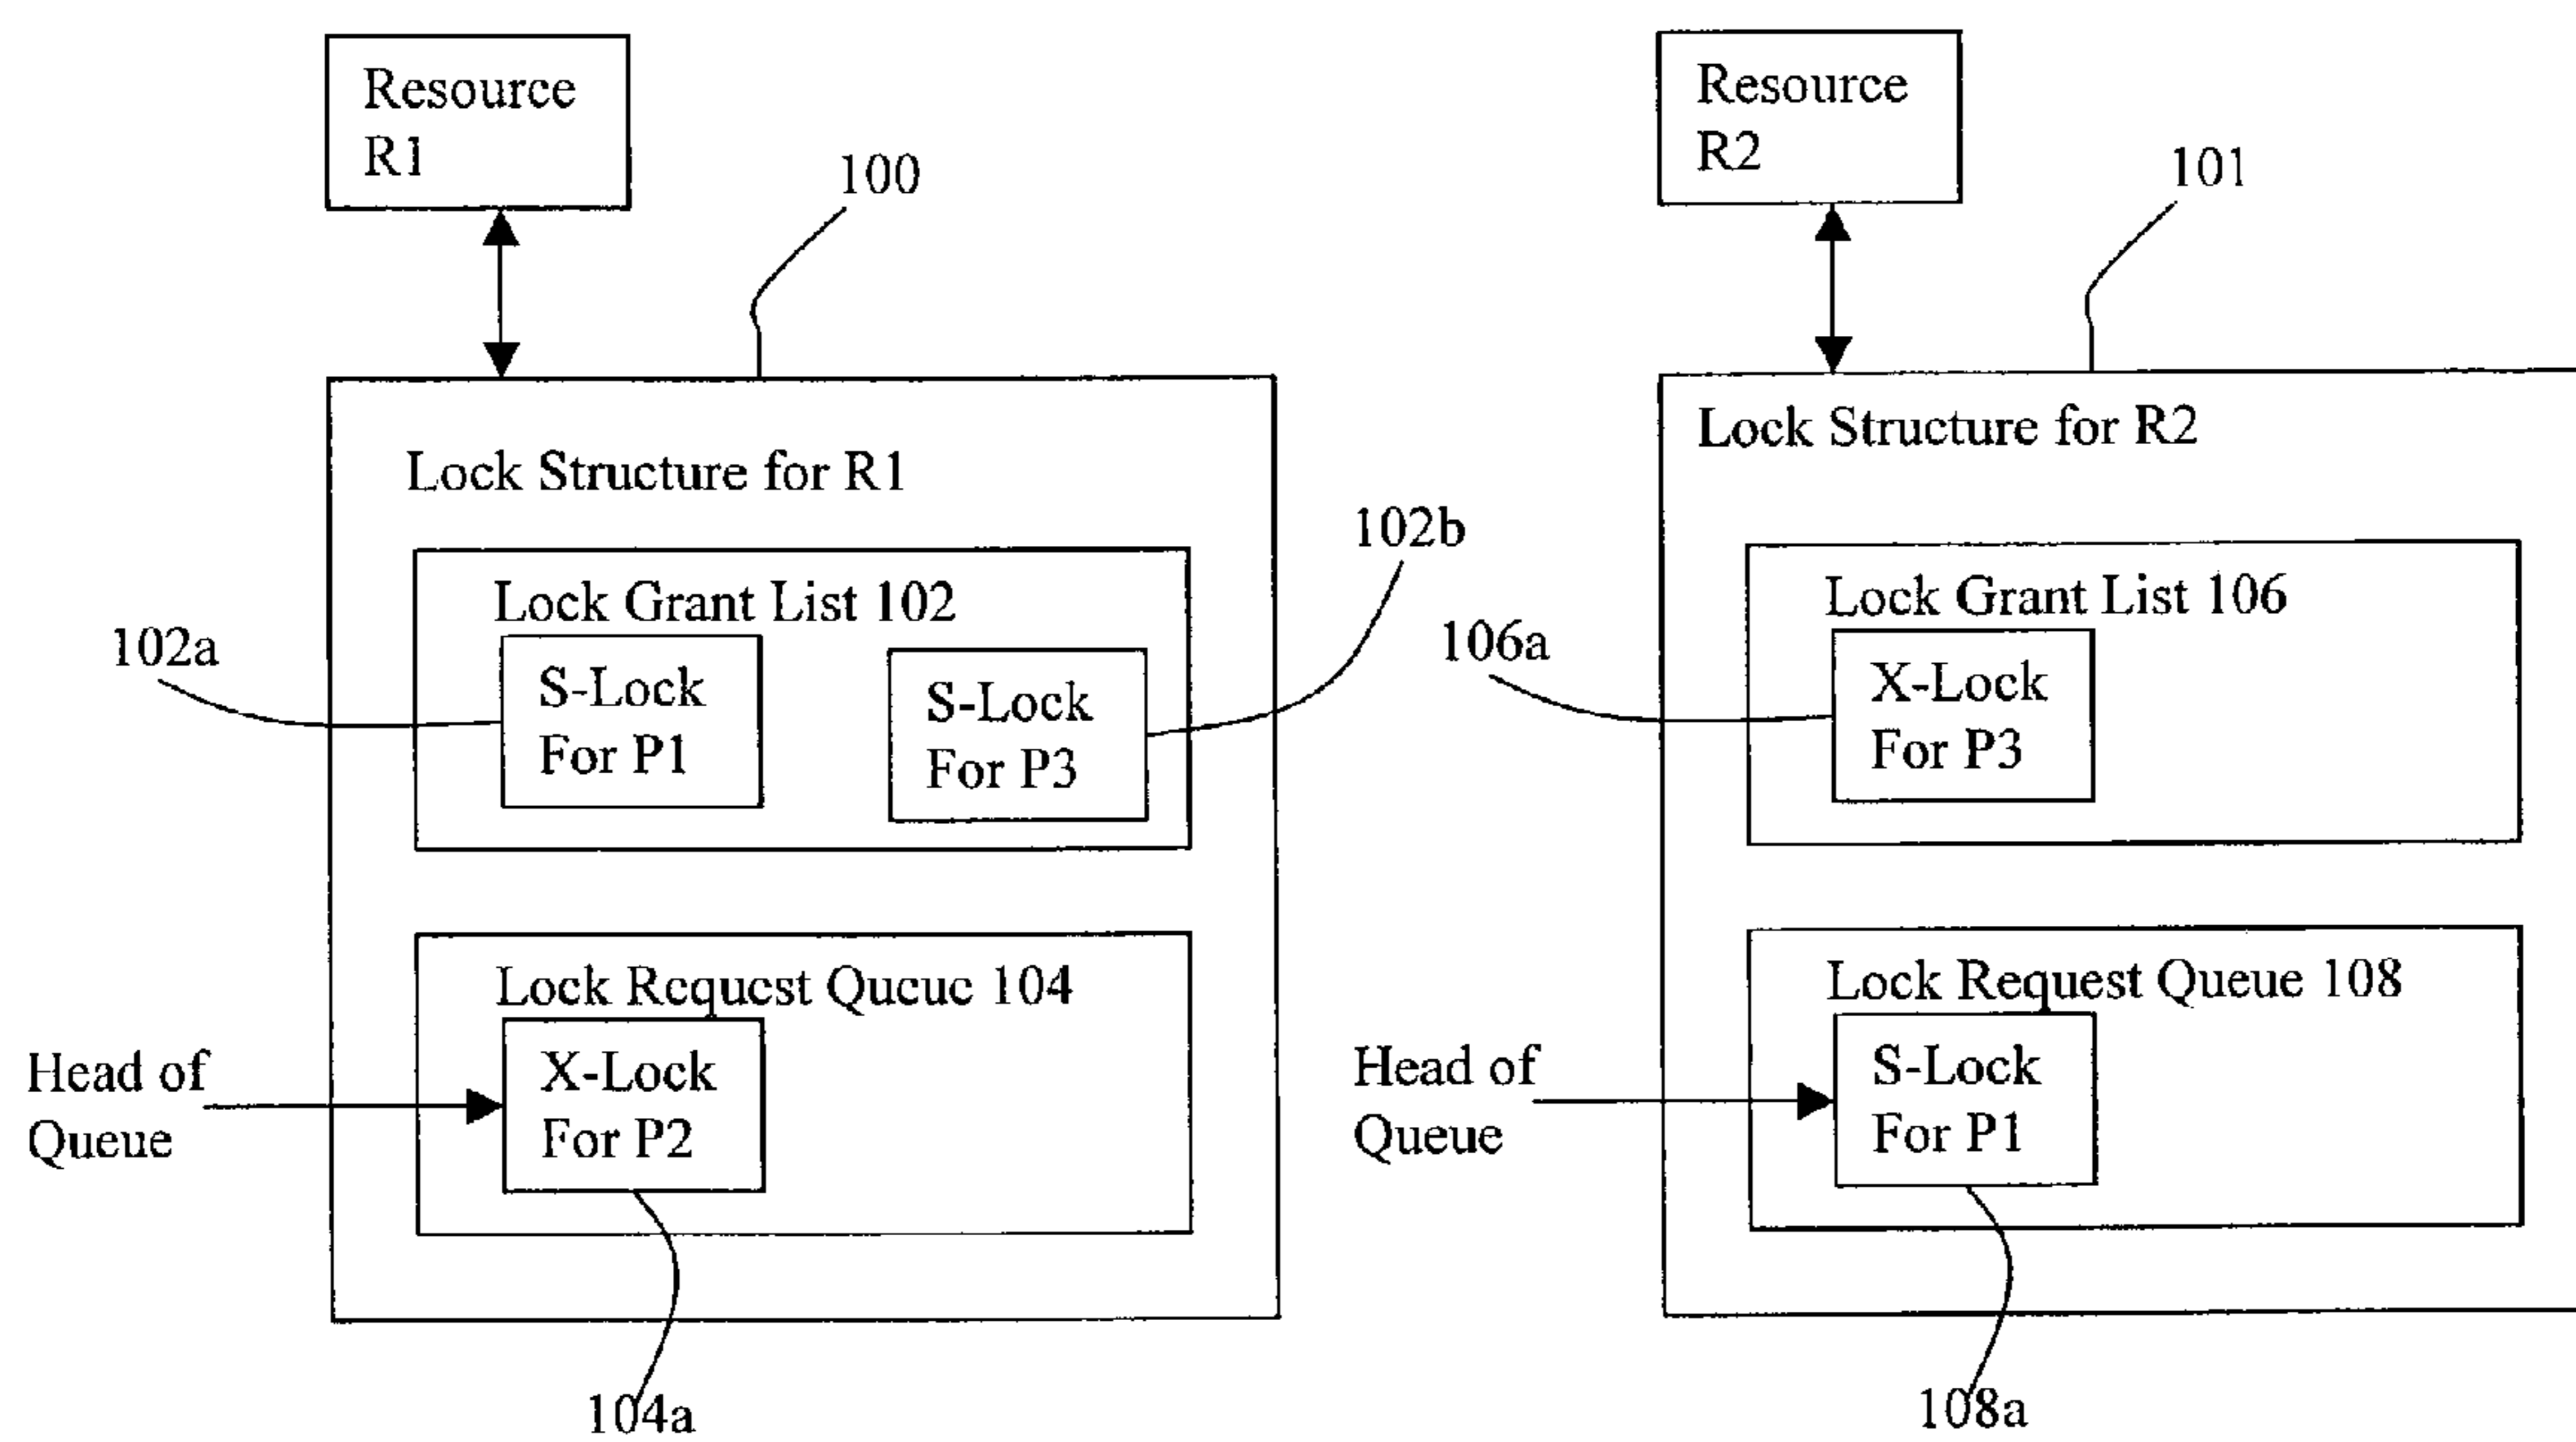 Resource
R1
100
Lock Structure for R1
Lock Grant List 102
102a
102b
S-Lock
For P1
S-Lock
For P3
Lock Request Queue 104
Head of
Queue
X-Lock
For P2
104a
Resource
R2
101
Lock Structure for R2
Lock Grant List 106
106a
X-Lock
For P3
Lock Request Queue 108
Head of
Queue
S-Lock
For P1
108a